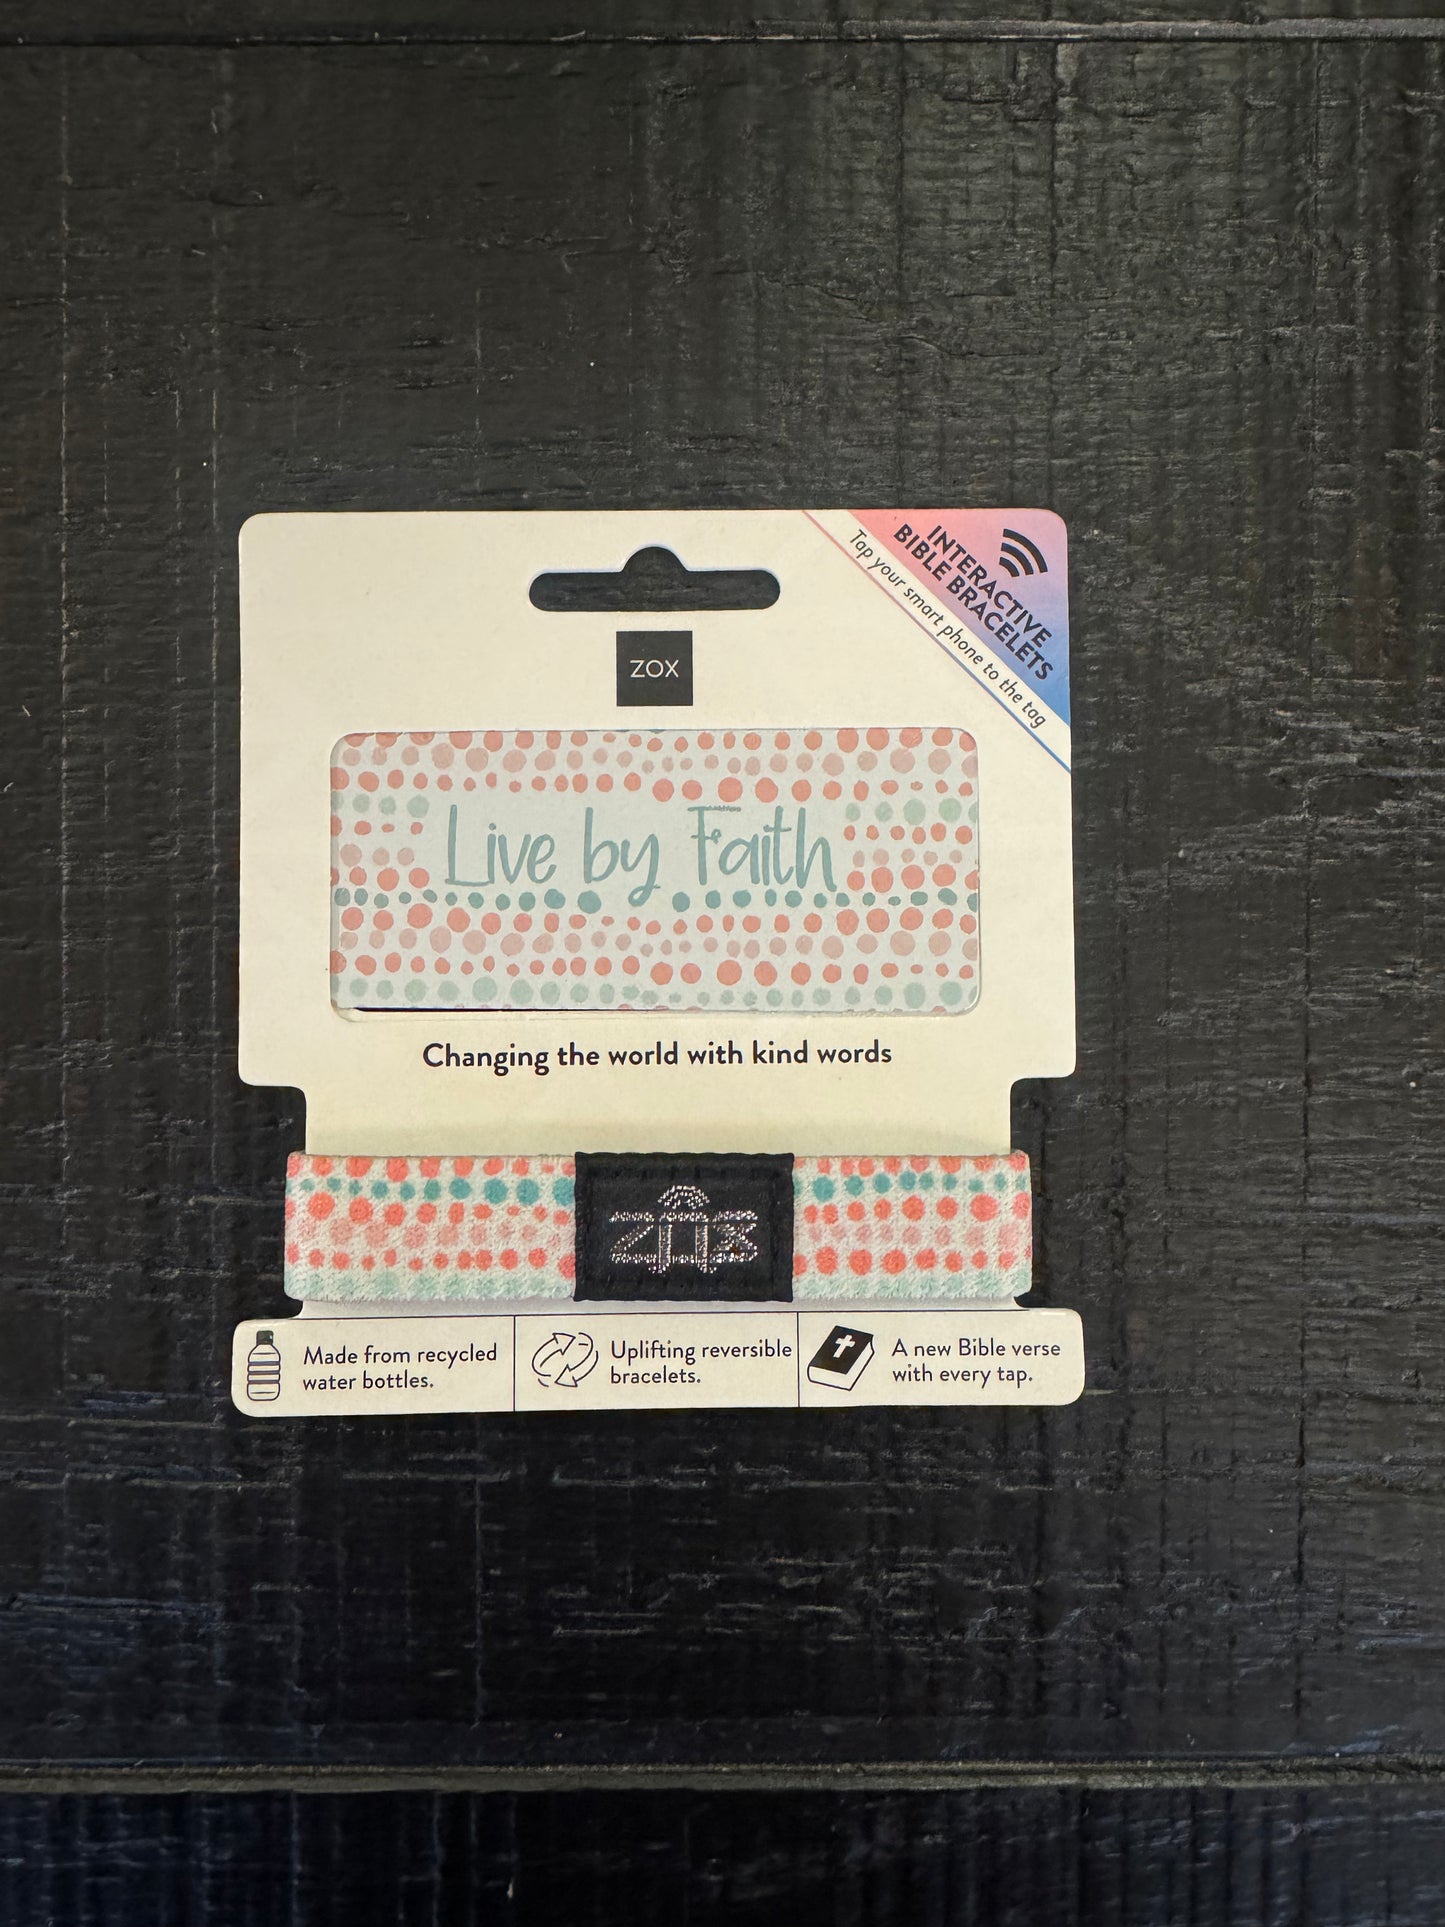 INTERACTIVE
BIBLE BRACELETS
Tap your smart phone to the tag
ZOX
Live by Faith
Changing the world with kind words
Made from recycled
water bottles.
Uplifting reversible
bracelets.
A new Bible verse
with every tap.